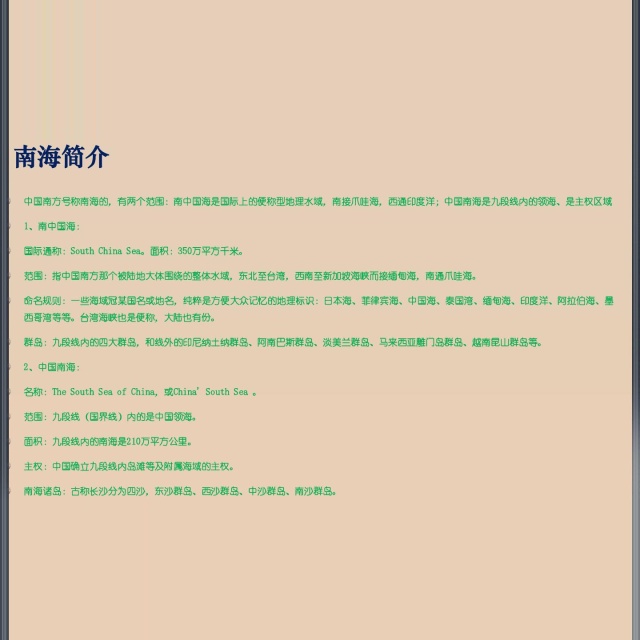 南海简介
中国南方号称南海的，有两个范围：南中国海是国际上的便称型地理水域，南接爪哇海，西通印度洋；中国南海是九段线内的领海、是主权区域
1、南中国海：
国际通称：South China Sea。面积：350万平方千米。
范围：指中国南方那个被陆地大体围绕的整体水域，东北至台湾，西南至新加坡海峡而接缅甸海，南通爪哇海。
命名规则：一些海域冠某国名或地名，纯粹是方便大众记忆的地理标识：日本海、菲律宾海、中国海、泰国湾、缅甸海、印度洋、阿拉伯海、墨
西哥湾等等。台湾海峡也是便称，大陆也有份。
群岛：九段线内的四大群岛，和线外的印尼纳土纳群岛、阿南巴斯群岛、淡美兰群岛、马来西亚雕门岛群岛、越南昆山群岛等。
2、中国南海：
名称：The South Sea of China，或China’ South Sea 。
范围：九段线（国界线）内的是中国领海。
面积：九段线内的南海是210万平方公里。
主权：中国确立九段线内岛滩等及附属海域的主权。
南海诸岛：古称长沙分为四沙，东沙群岛、西沙群岛、中沙群岛、南沙群岛。